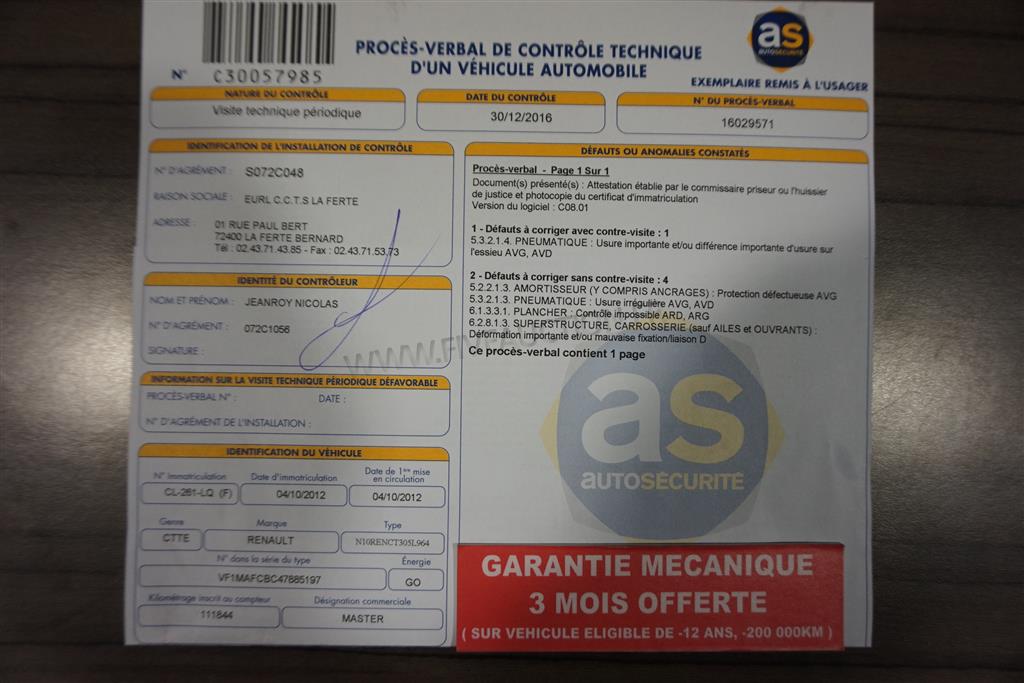 PROCÈS-VERBAL DE CONTRÔLE TECHNIQUE
D'UN VÉHICULE AUTOMOBILE
as
AUTOSÉCURITÉ
N° C30057985
EXEMPLAIRE REMIS À L'USAGER
NATURE DU CONTRÔLE
Visite technique périodique
DATE DU CONTRÔLE
30/12/2016
N° DU PROCÈS-VERBAL
16029571
IDENTIFICATION DE L'INSTALLATION DE CONTRÔLE
N° D'AGRÉMENT : S072C048
RAISON SOCIALE : EURL C.C.T.S LA FERTE
ADRESSE : 01 RUE PAUL BERT
72400 LA FERTE BERNARD
Tél : 02.43.71.43.85 - Fax : 02.43.71.53.73
IDENTITÉ DU CONTRÔLEUR
NOM ET PRÉNOM : JEANROY NICOLAS
N° D'AGRÉMENT : 072C1056
SIGNATURE :
INFORMATION SUR LA VISITE TECHNIQUE PÉRIODIQUE DÉFAVORABLE
PROCÈS-VERBAL N° : DATE :
N° D'AGRÉMENT DE L'INSTALLATION :
IDENTIFICATION DU VÉHICULE
N° Immatriculation
CL-261-LQ (F)
Date d'immatriculation
04/10/2012
Date de 1ère mise
en circulation
04/10/2012
Genre
CTTE
Marque
RENAULT
Type
N10RENCT305L964
N° dans la série du type
VF1MAFCBC47885197
Énergie
GO
Kilométrage inscrit au compteur
111844
Désignation commerciale
MASTER
DÉFAUTS OU ANOMALIES CONSTATÉS
Procès-verbal - Page 1 Sur 1
Document(s) présenté(s) : Attestation établie par le commissaire priseur ou l'huissier
de justice et photocopie du certificat d'immatriculation
Version du logiciel : C08.01
1 - Défauts à corriger avec contre-visite : 1
5.3.2.1.4. PNEUMATIQUE : Usure importante et/ou différence importante d'usure sur
l'essieu AVG, AVD
2 - Défauts à corriger sans contre-visite : 4
5.2.2.1.3. AMORTISSEUR (Y COMPRIS ANCRAGES) : Protection défectueuse AVG
5.3.2.1.3. PNEUMATIQUE : Usure irrégulière AVG, AVD
6.1.3.3.1. PLANCHER : Contrôle impossible ARD, ARG
6.2.8.1.3. SUPERSTRUCTURE, CARROSSERIE (sauf AILES et OUVRANTS) :
Déformation importante et/ou mauvaise fixation/liaison D
Ce procès-verbal contient 1 page
as
AUTOSÉCURITÉ
GARANTIE MECANIQUE
3 MOIS OFFERTE
( SUR VEHICULE ELIGIBLE DE -12 ANS, -200 000KM )